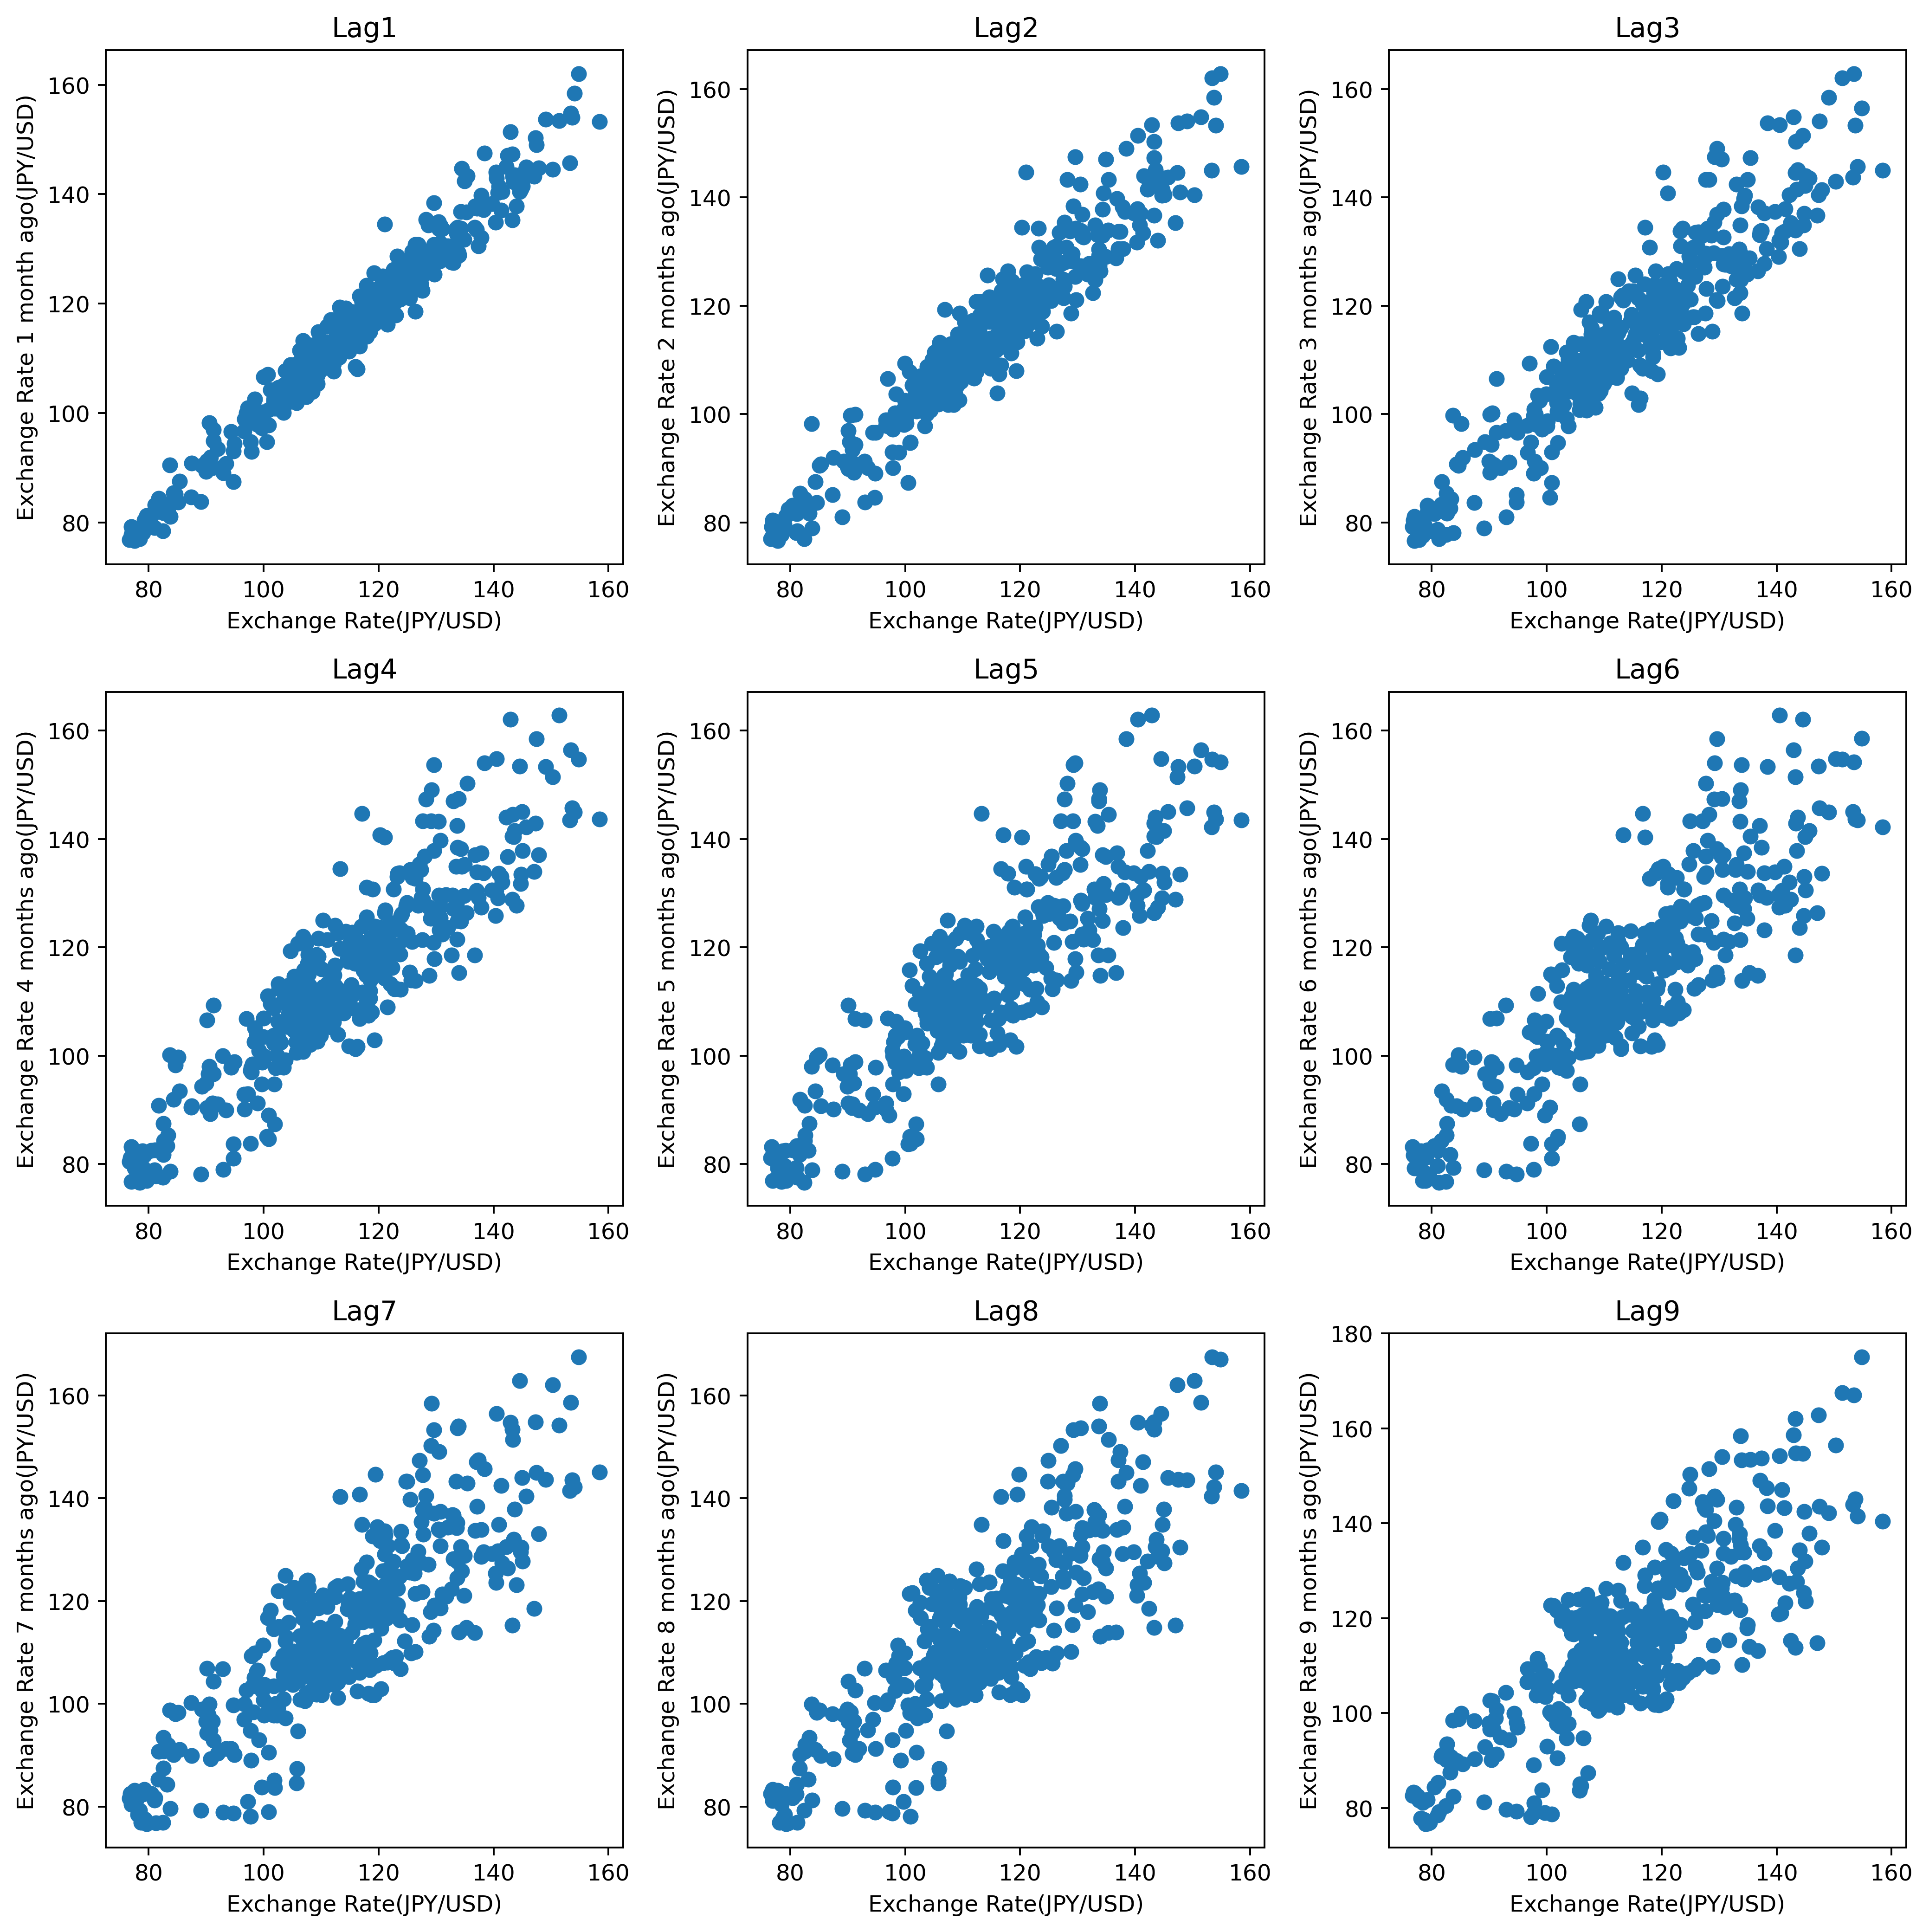 Lag1
Exchange Rate 1 month ago(JPY/USD)
160
140
120
100
80
80 100 120 140 160
Exchange Rate(JPY/USD)
Lag2
Exchange Rate 2 months ago(JPY/USD)
160
140
120
100
80
80 100 120 140 160
Exchange Rate(JPY/USD)
Lag3
Exchange Rate 3 months ago(JPY/USD)
160
140
120
100
80
80 100 120 140 160
Exchange Rate(JPY/USD)
Lag4
Exchange Rate 4 months ago(JPY/USD)
160
140
120
100
80
80 100 120 140 160
Exchange Rate(JPY/USD)
Lag5
Exchange Rate 5 months ago(JPY/USD)
160
140
120
100
80
80 100 120 140 160
Exchange Rate(JPY/USD)
Lag6
Exchange Rate 6 months ago(JPY/USD)
160
140
120
100
80
80 100 120 140 160
Exchange Rate(JPY/USD)
Lag7
Exchange Rate 7 months ago(JPY/USD)
160
140
120
100
80
80 100 120 140 160
Exchange Rate(JPY/USD)
Lag8
Exchange Rate 8 months ago(JPY/USD)
160
140
120
100
80
80 100 120 140 160
Exchange Rate(JPY/USD)
Lag9
Exchange Rate 9 months ago(JPY/USD)
180
160
140
120
100
80
80 100 120 140 160
Exchange Rate(JPY/USD)